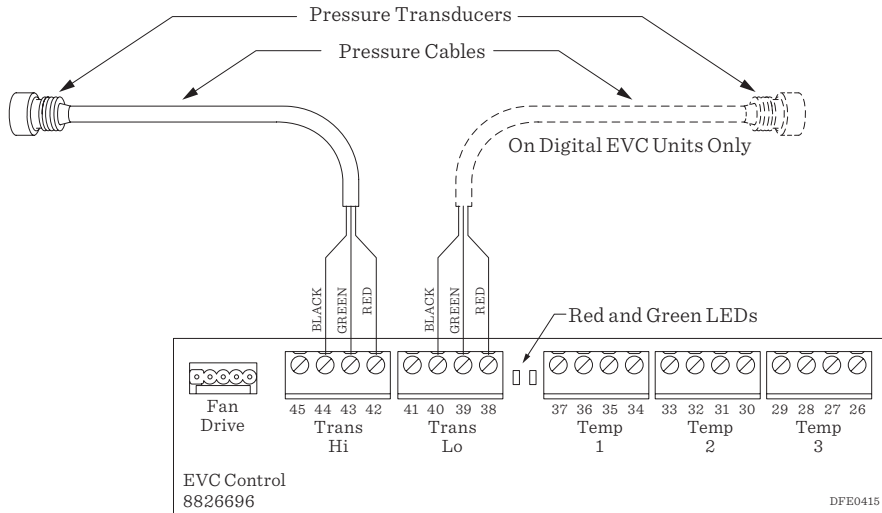 Pressure Transducers
Pressure Cables
On Digital EVC Units Only
BLACK
GREEN
RED
BLACK
GREEN
RED
Red and Green LEDs
Fan
Drive
45 44 43 42
Trans
Hi
41 40 39 38
Trans
Lo
37 36 35 34
Temp
1
33 32 31 30
Temp
2
29 28 27 26
Temp
3
EVC Control
8826696
DFE0415